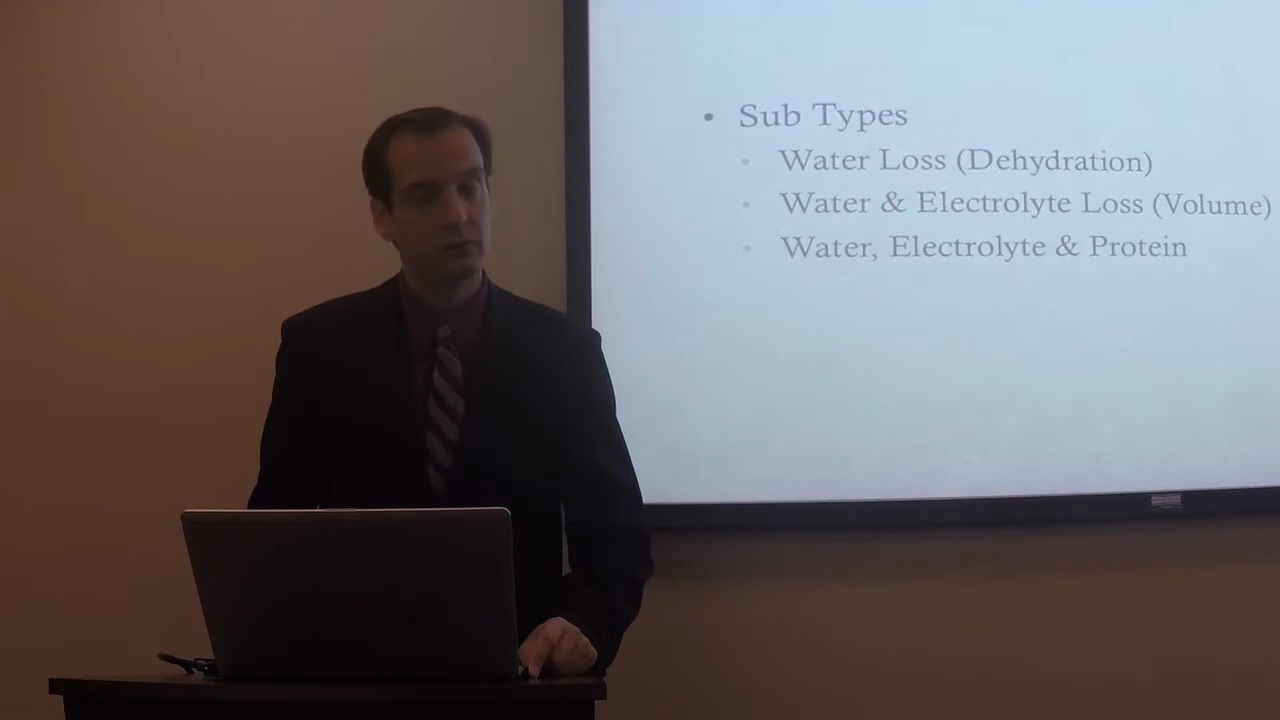 • Sub Types
• Water Loss (Dehydration)
• Water & Electrolyte Loss (Volume)
• Water, Electrolyte & Protein